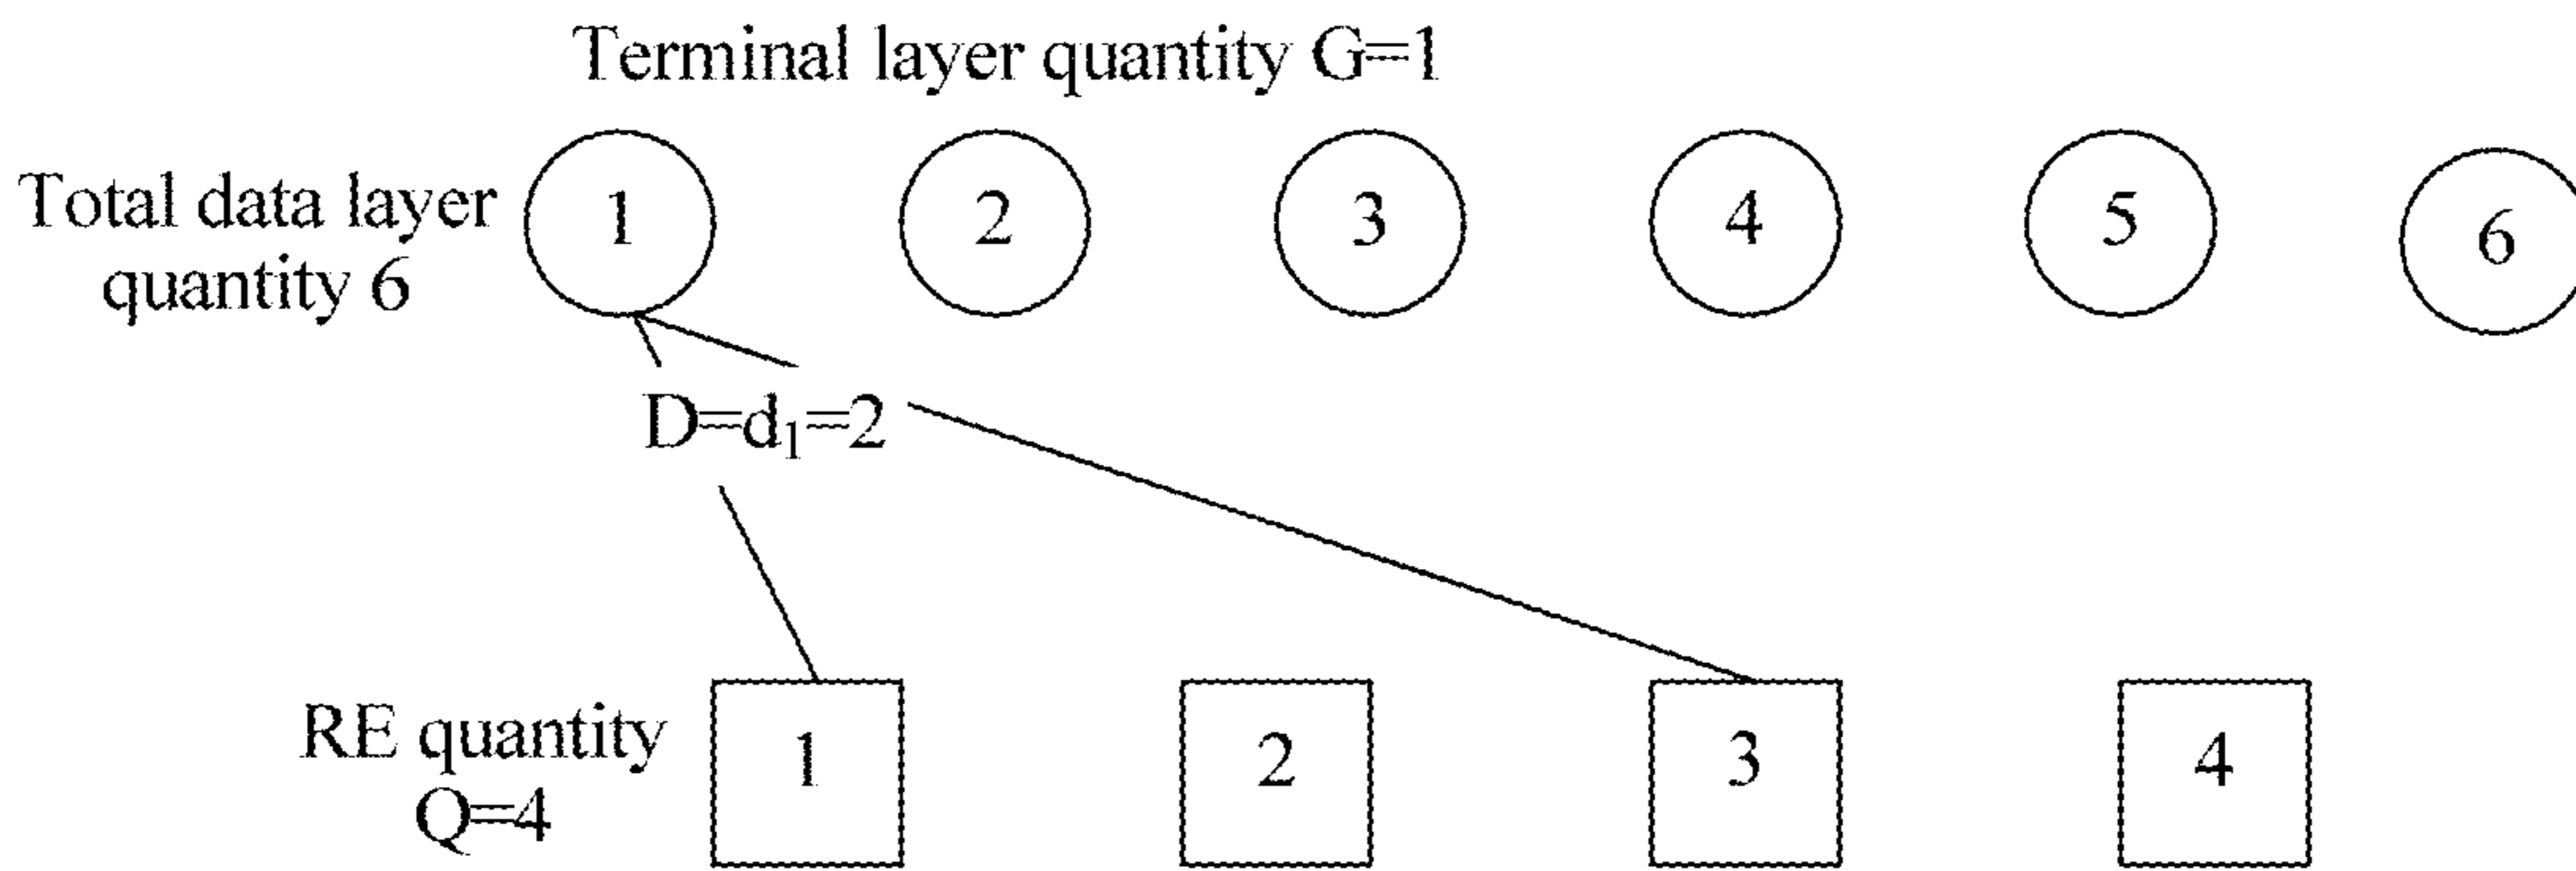 Terminal layer quantity G=1
Total data layer
quantity 6
1 2 3 4 5 6
D=d₁=2
RE quantity
Q=4
1 2 3 4